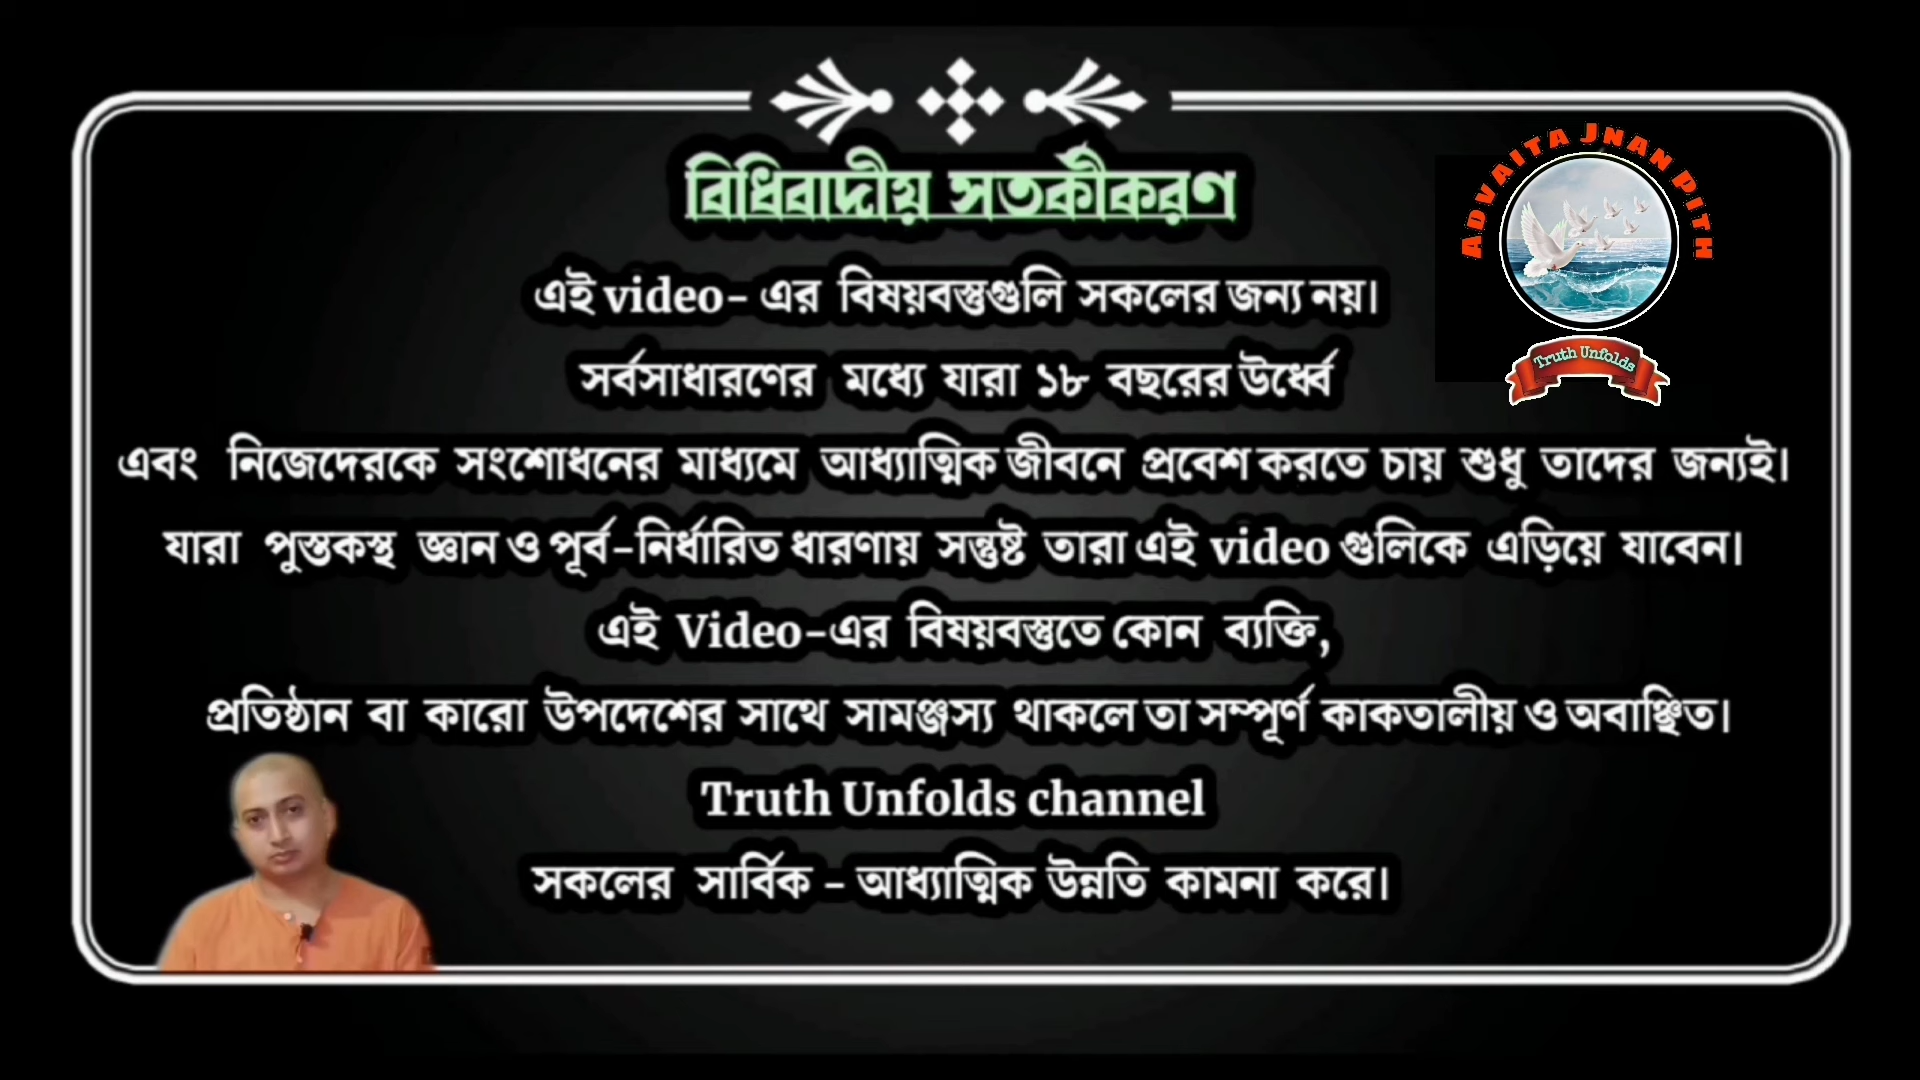 বিধিবাদীয় সতর্কীকরণ
ADVAITA JNAN PITH
Truth Unfolds
এই video- এর বিষয়বস্তুগুলি সকলের জন্য নয়।
সর্বসাধারণের মধ্যে যারা ১৮ বছরের উর্ধ্বে
এবং নিজেদেরকে সংশোধনের মাধ্যমে আধ্যাত্মিক জীবনে প্রবেশ করতে চায় শুধু তাদের জন্যই।
যারা পুস্তকস্থ জ্ঞান ও পূর্ব-নির্ধারিত ধারণায় সন্তুষ্ট তারা এই video গুলিকে এড়িয়ে যাবেন।
এই Video-এর বিষয়বস্তুতে কোন ব্যক্তি,
প্রতিষ্ঠান বা কারো উপদেশের সাথে সামঞ্জস্য থাকলে তা সম্পূর্ণ কাকতালীয় ও অবাঞ্ছিত।
Truth Unfolds channel
সকলের সার্বিক - আধ্যাত্মিক উন্নতি কামনা করে।